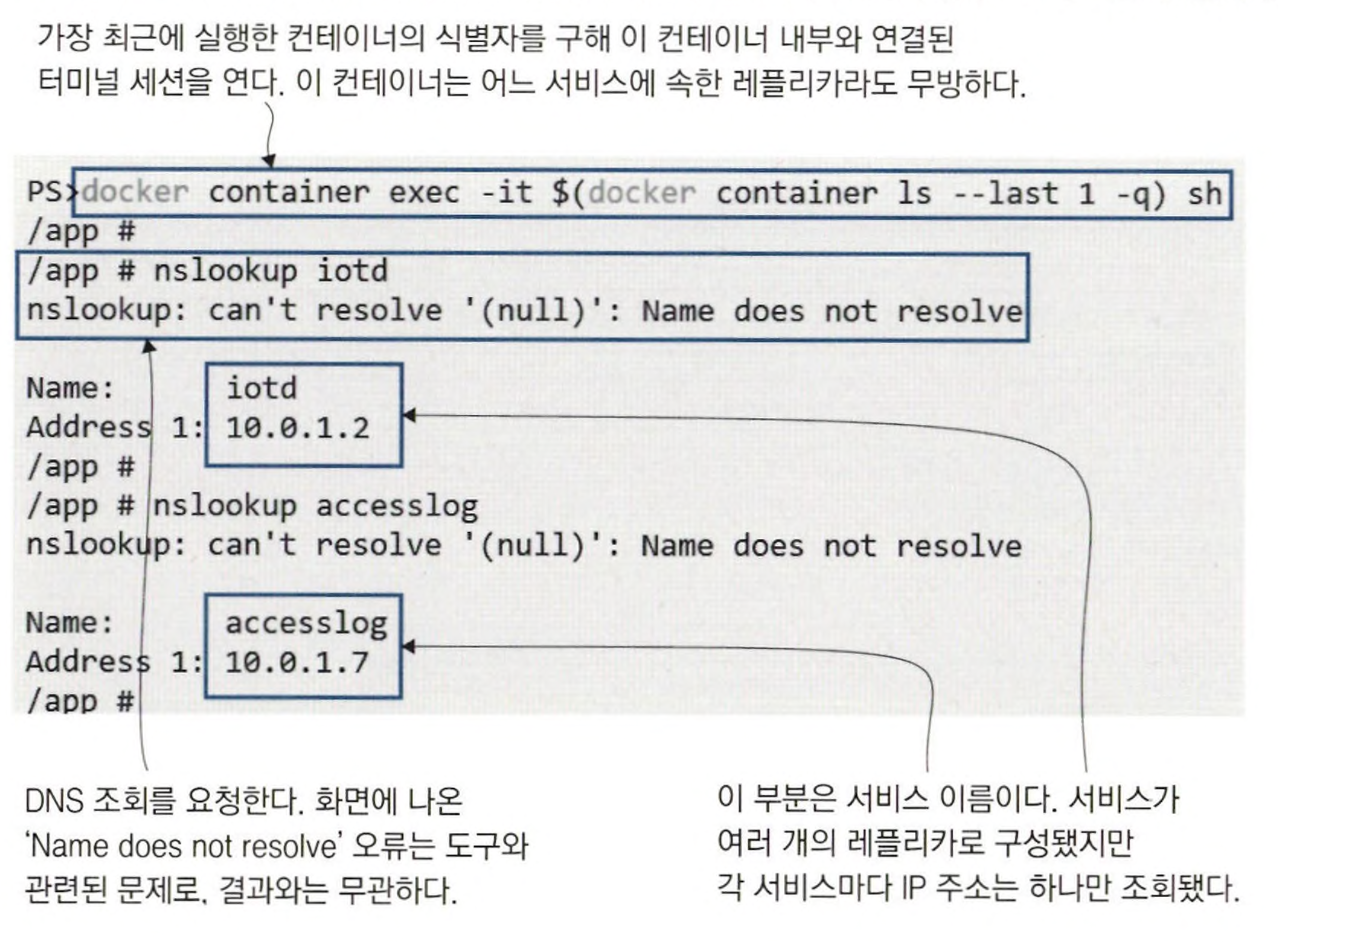 가장 최근에 실행한 컨테이너의 식별자를 구해 이 컨테이너 내부와 연결된
터미널 세션을 연다. 이 컨테이너는 어느 서비스에 속한 레플리카라도 무방하다.
PS>docker container exec -it $(docker container ls --last 1 -q) sh
/app #
/app # nslookup iotd
nslookup: can't resolve '(null)': Name does not resolve
Name: iotd
Address 1: 10.0.1.2
/app #
/app # nslookup accesslog
nslookup: can't resolve '(null)': Name does not resolve
Name: accesslog
Address 1: 10.0.1.7
/app #
DNS 조회를 요청한다. 화면에 나온
‘Name does not resolve’ 오류는 도구와
관련된 문제로, 결과와는 무관하다.
이 부분은 서비스 이름이다. 서비스가
여러 개의 레플리카로 구성됐지만
각 서비스마다 IP 주소는 하나만 조회됐다.